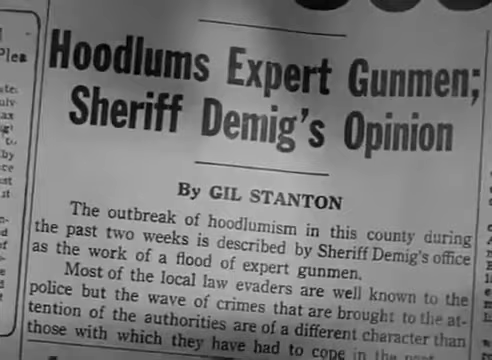 Hoodlums Expert Gunmen;
Sheriff Demig's Opinion
By GIL STANTON
The outbreak of hoodlumism in this county during
the past two weeks is described by Sheriff Demig's office
as the work of a flood of expert gunmen.
Most of the local law evaders are well known to the
police but the wave of crimes that are brought to the at-
tention of the authorities are of a different character than
those with which they have had to cope in the